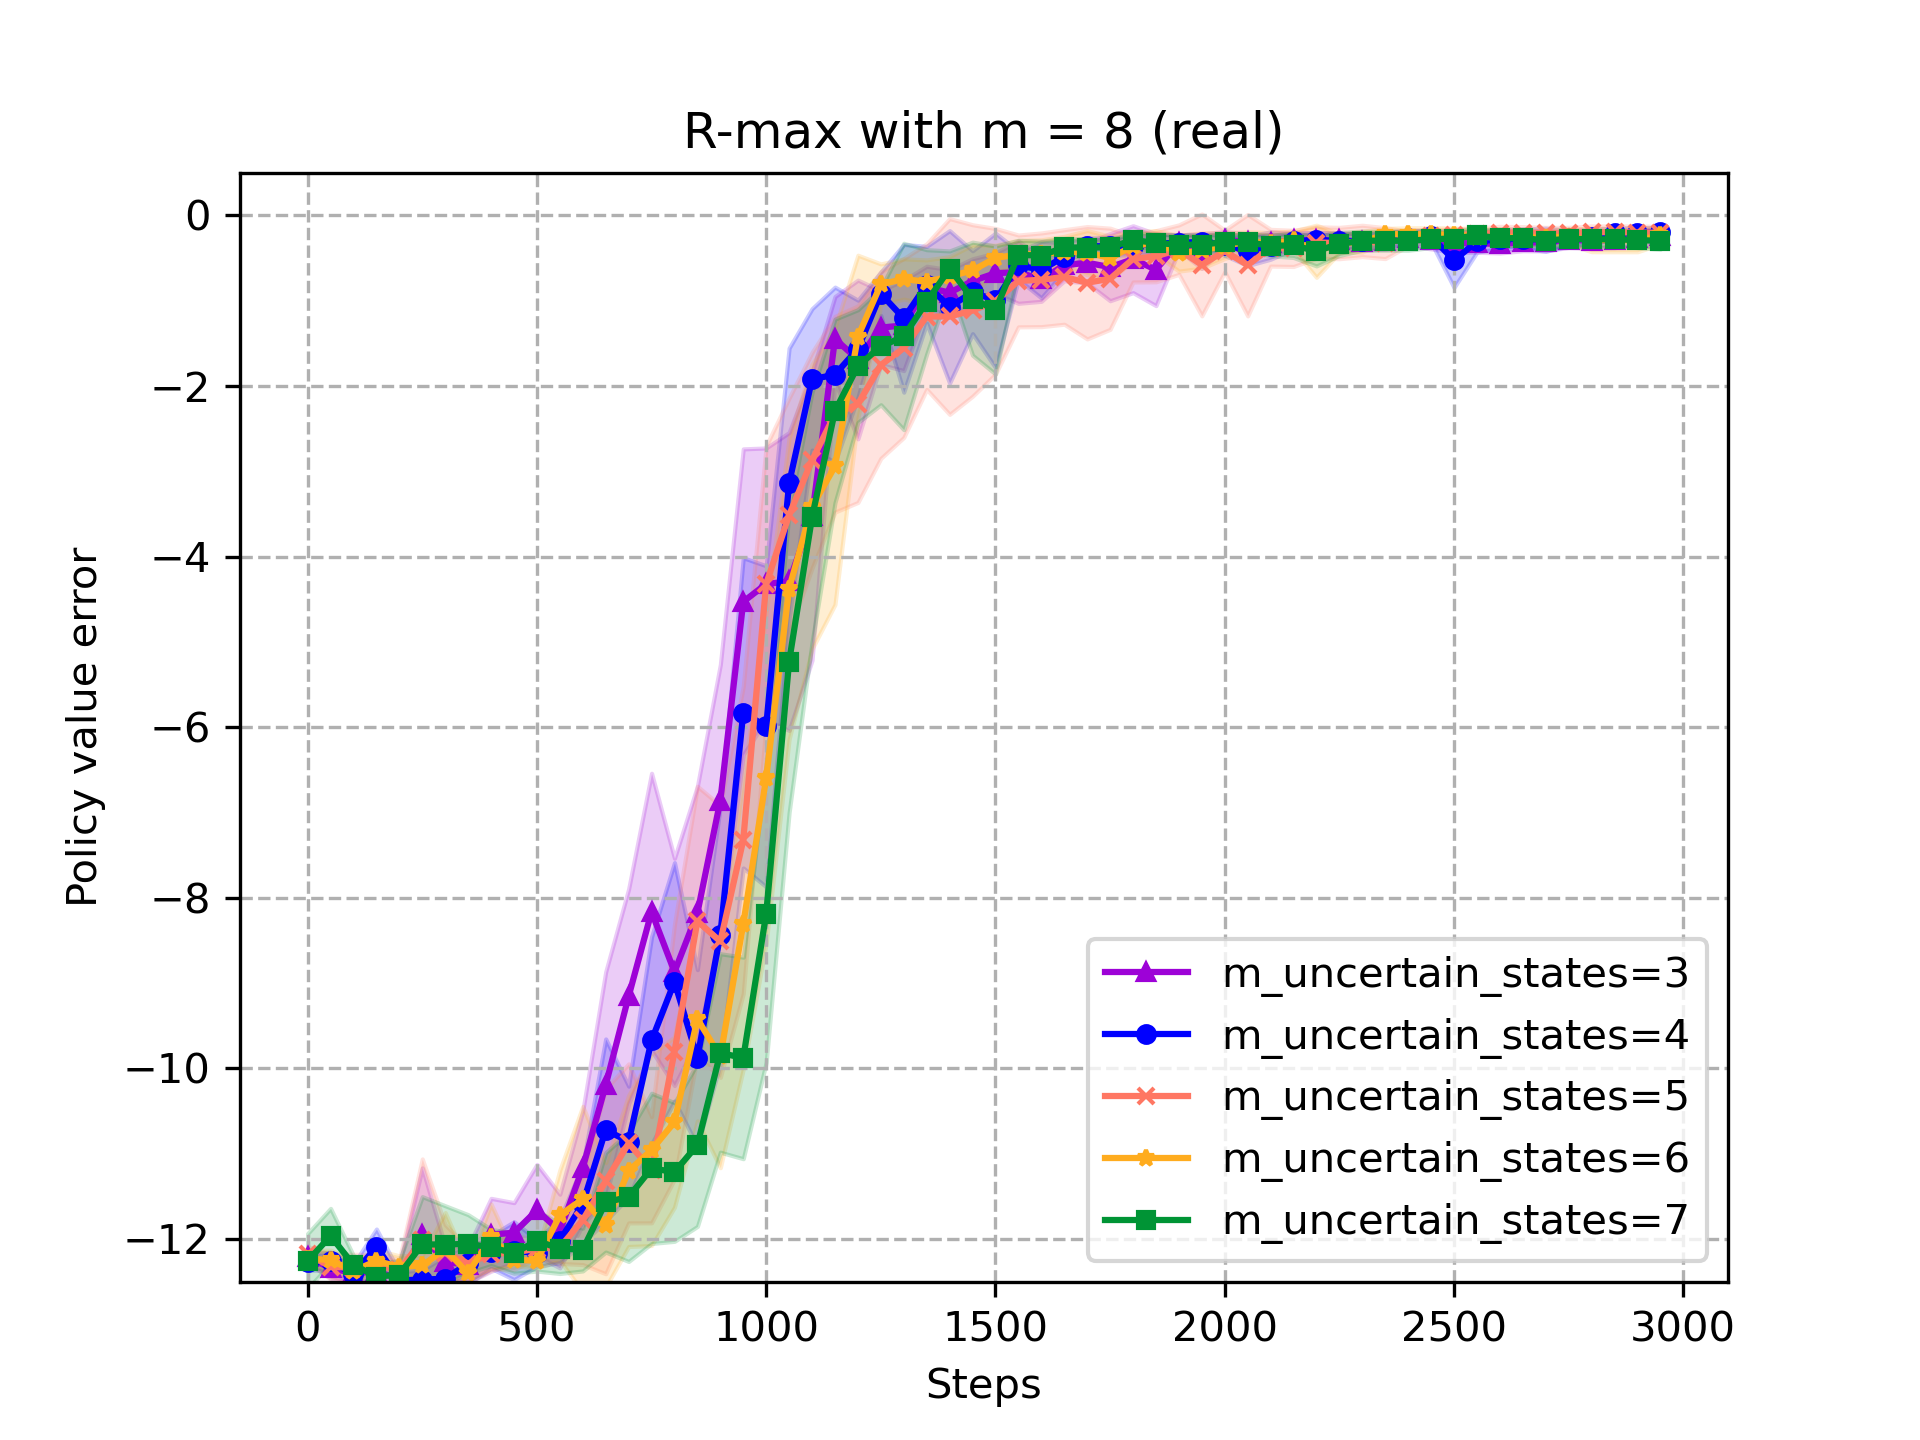 R-max with m = 8 (real)
0
−2
−4
−6
−8
−10
−12
Policy value error
m_uncertain_states=3
m_uncertain_states=4
m_uncertain_states=5
m_uncertain_states=6
m_uncertain_states=7
0 500 1000 1500 2000 2500 3000
Steps